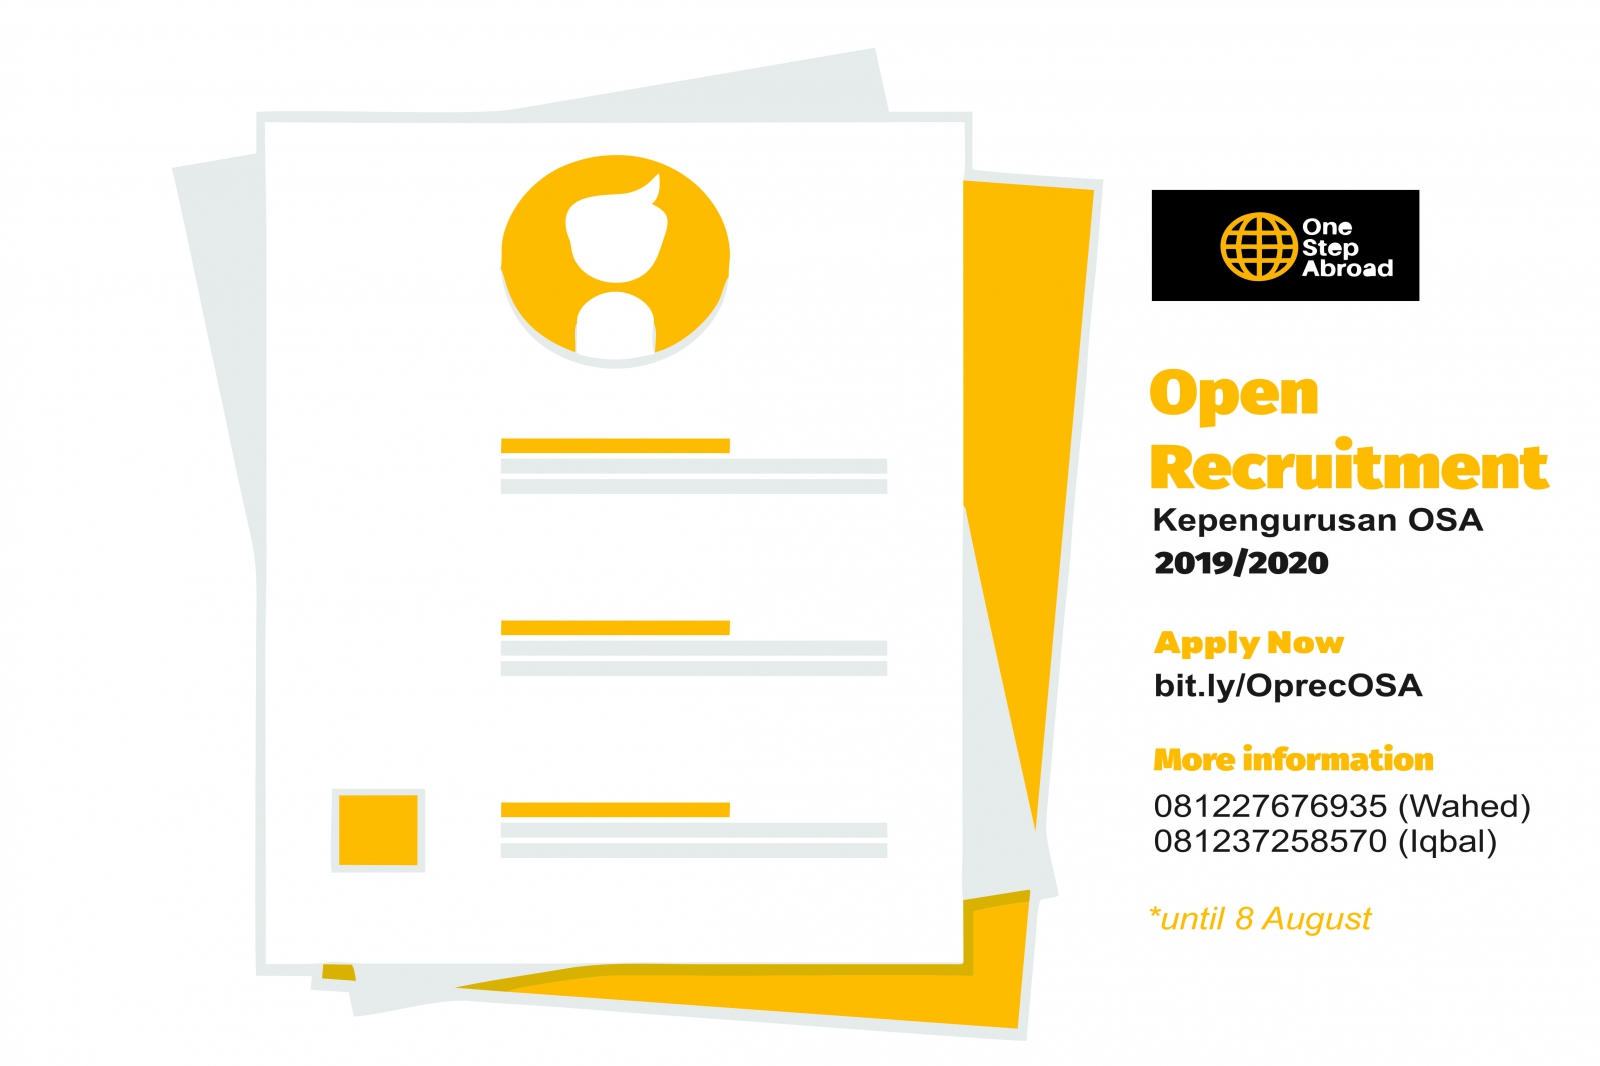 One
Step
Abroad
Open
Recruitment
Kepengurusan OSA
2019/2020
Apply Now
bit.ly/OprecOSA
More information
081227676935 (Wahed)
081237258570 (Iqbal)
*until 8 August